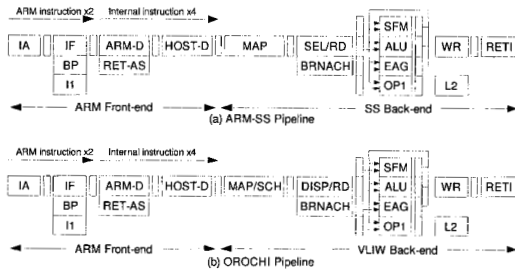 ARM instruction x2 Internal instruction x4
SFM
IA IF ARM-D HOST-D MAP SEL/RD ALU WR RETI
BP RET-AS BRNACH EAG
I1 OP1 L2
ARM Front-end SS Back-end
(a) ARM-SS Pipeline
ARM instruction x2 Internal instruction x4
SFM
IA IF ARM-D HOST-D MAP/SCH DISP/RD ALU WR RETI
BP RET-AS BRNACH EAG
I1 OP1 L2
ARM Front-end VLIW Back-end
(b) OROCHI Pipeline